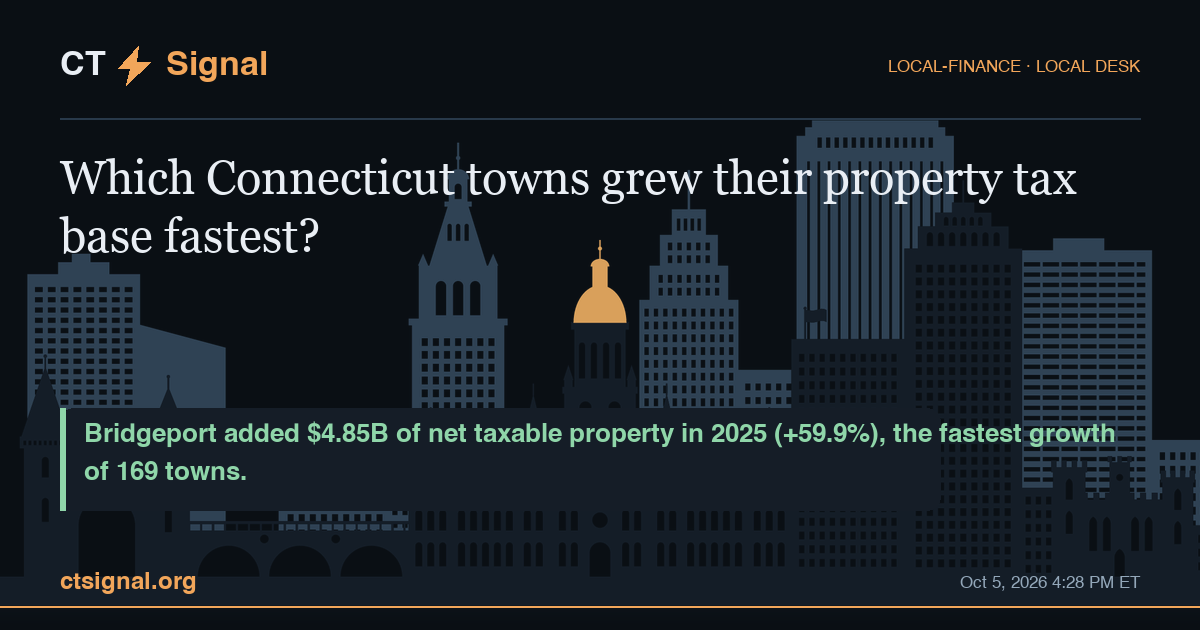 CT Signal
LOCAL-FINANCE · LOCAL DESK
Which Connecticut towns grew their property tax
base fastest?
Bridgeport added $4.85B of net taxable property in 2025 (+59.9%), the fastest growth
of 169 towns.
ctsignal.org
Oct 5, 2026 4:28 PM ET